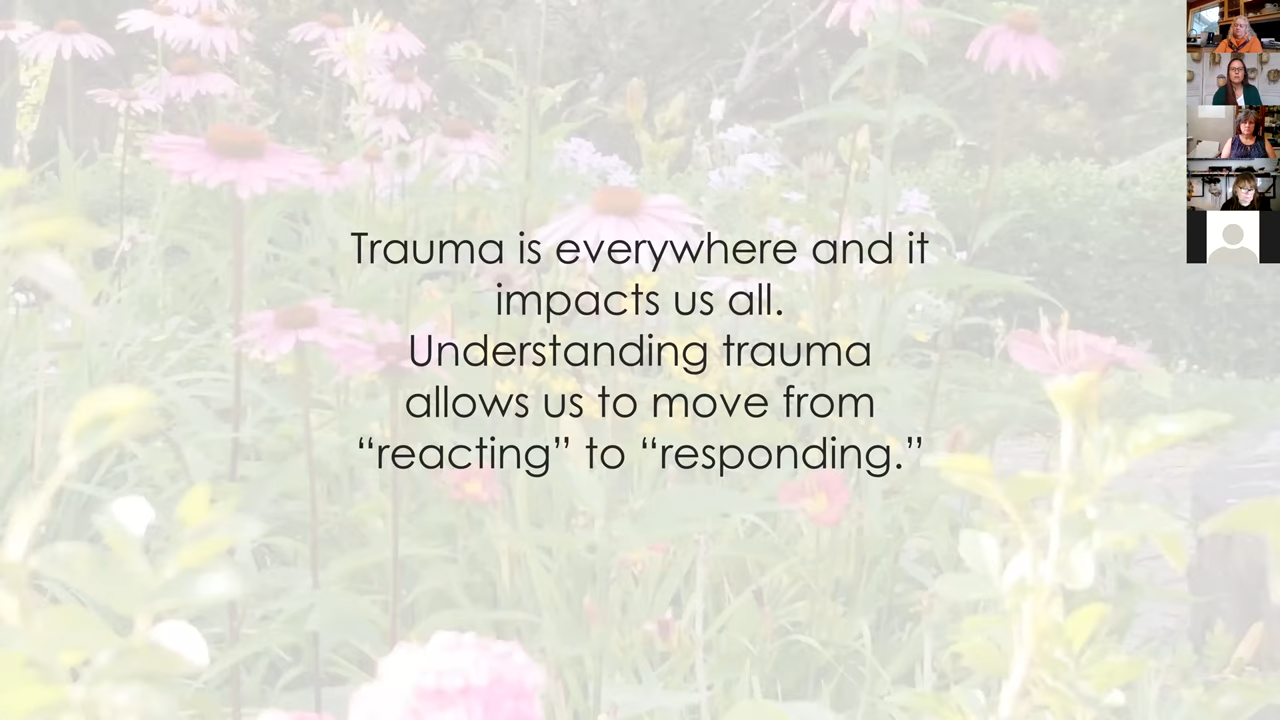 Trauma is everywhere and it
impacts us all.
Understanding trauma
allows us to move from
“reacting” to “responding.”